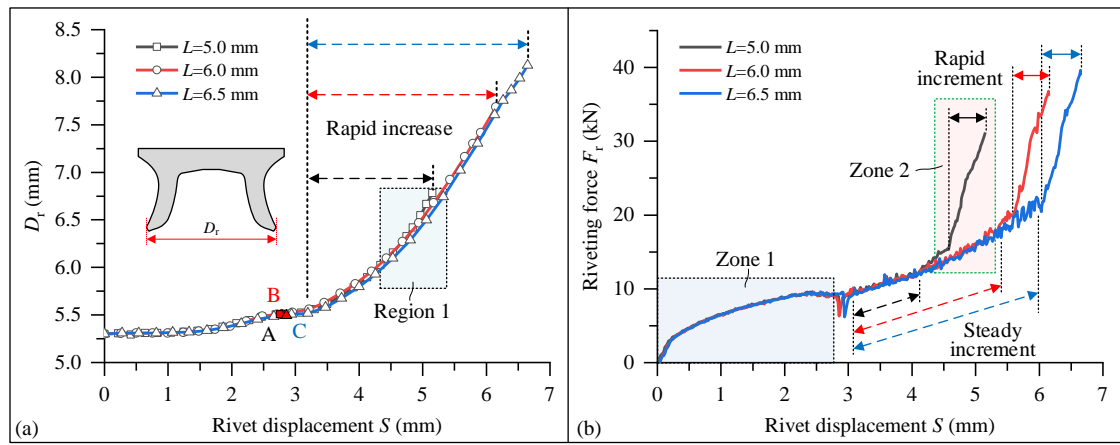 8.5
8.0
7.5
7.0
6.5
6.0
5.5
5.0
Dr (mm)
L=5.0 mm
L=6.0 mm
L=6.5 mm
Rapid increase
Dr
Region 1
B
A
C
0 1 2 3 4 5 6 7
(a)
Rivet displacement S (mm)
40
30
20
10
0
Riveting force Fr (kN)
L=5.0 mm
L=6.0 mm
L=6.5 mm
Rapid
increment
Zone 2
Zone 1
Steady
increment
0 1 2 3 4 5 6 7
(b)
Rivet displacement S (mm)